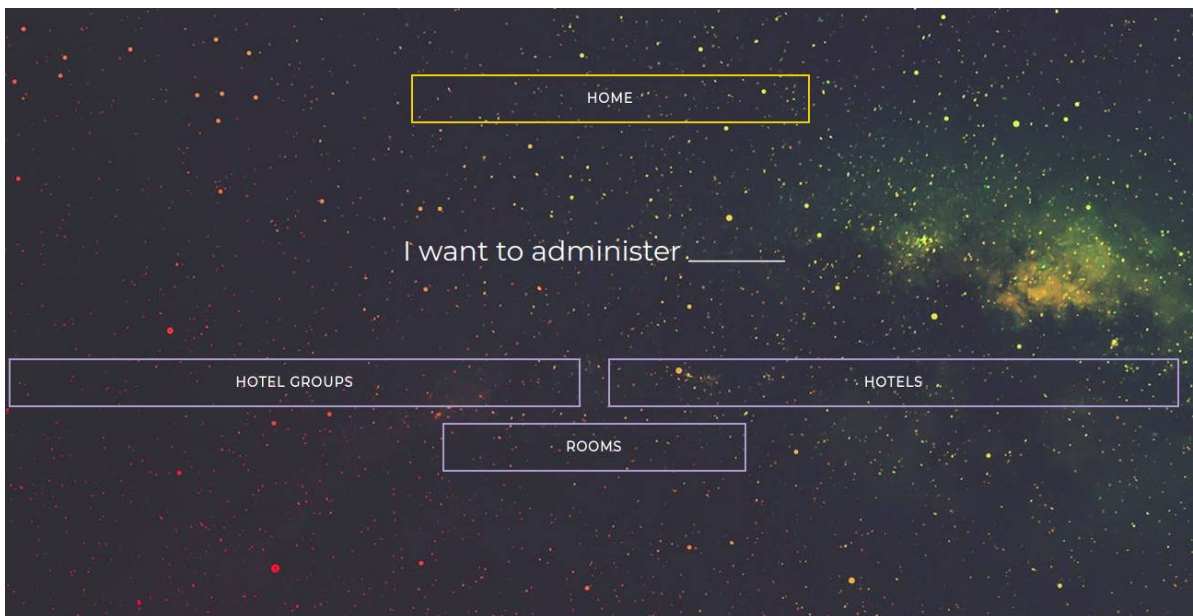 HOME
I want to administer ______
HOTEL GROUPS
HOTELS
ROOMS